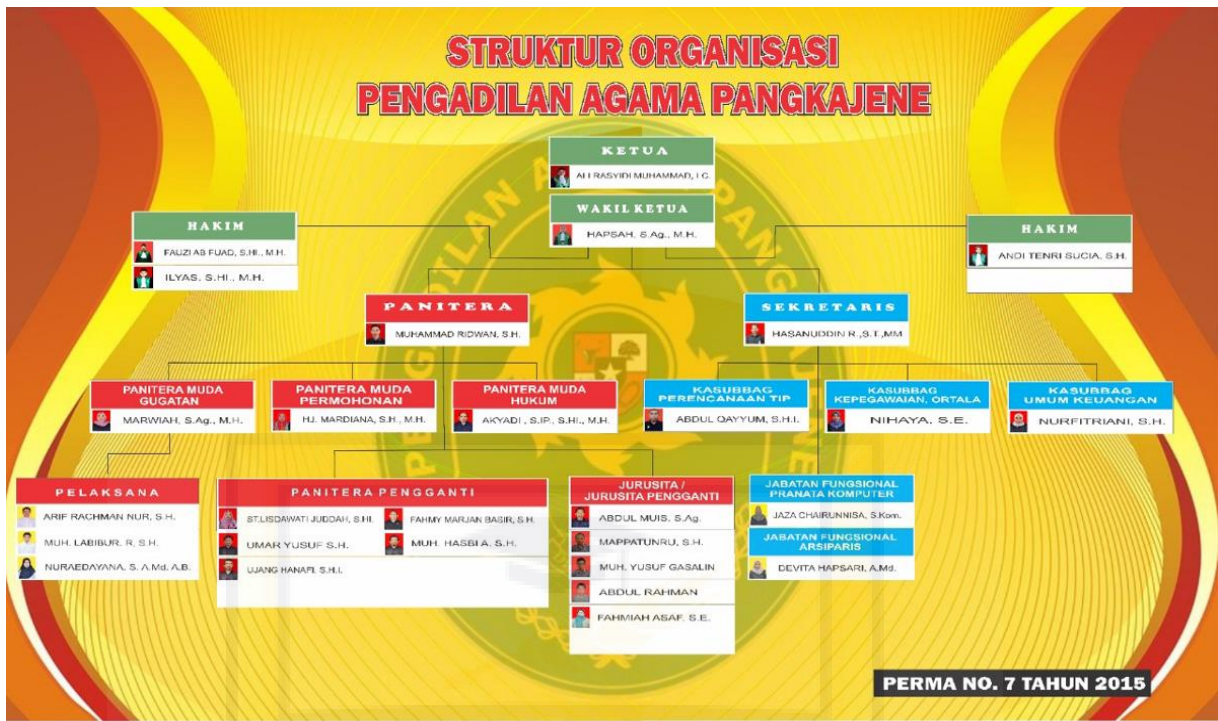 STRUKTUR ORGANISASI
PENGADILAN AGAMA PANGKAJENE
KETUA
ALI RASYIDI MUHAMMAD, LC.
WAKIL KETUA
HAPSAH, S.Ag., M.H.
HAKIM
FAUZI AB FUAD, S.HI., M.H.
ILYAS, S.HI., M.H.
HAKIM
ANDI TENRI SUCIA, S.H.
PANITERA
MUHAMMAD RIDWAN, S.H.
SEKRETARIS
HASANUDDIN R.,S.T.,MM
PANITERA MUDA
GUGATAN
MARWIAH, S.Ag., M.H.
PANITERA MUDA
PERMOHONAN
HJ. MARDIANA, S.H., M.H.
PANITERA MUDA
HUKUM
AKYADI , S.IP., S.HI., M.H.
KASUBBAG
PERENCANAAN TIP
ABDUL QAYYUM, S.H.I.
KASUBBAG
KEPEGAWAIAN, ORTALA
NIHAYA, S.E.
KASUBBAG
UMUM KEUANGAN
NURFITRIANI, S.H.
PELAKSANA
ARIF RACHMAN NUR, S.H.
MUH. LABIBUR. R, S.H.
NURAEDAYANA, S. A.Md. A.B.
PANITERA PENGGANTI
ST.LISDAWATI JUDDAH, S.HI.
FAHMY MARJAN BASIR, S.H.
UMAR YUSUF S.H.
MUH. HASBI A, S.H.
UJANG HANAFI, S.H.I.
JURUSITA /
JURUSITA PENGGANTI
ABDUL MUIS, S.Ag.
MAPPATUNRU, S.H.
MUH. YUSUF GASALIN
ABDUL RAHMAN
FAHMIAH ASAF, S.E.
JABATAN FUNGSIONAL
PRANATA KOMPUTER
JAZA CHAIRUNNISA, S.Kom.
JABATAN FUNGSIONAL
ARSIPARIS
DEVITA HAPSARI, A.Md.
PENGADILAN AGAMA PANGKAJENE
PERMA NO. 7 TAHUN 2015